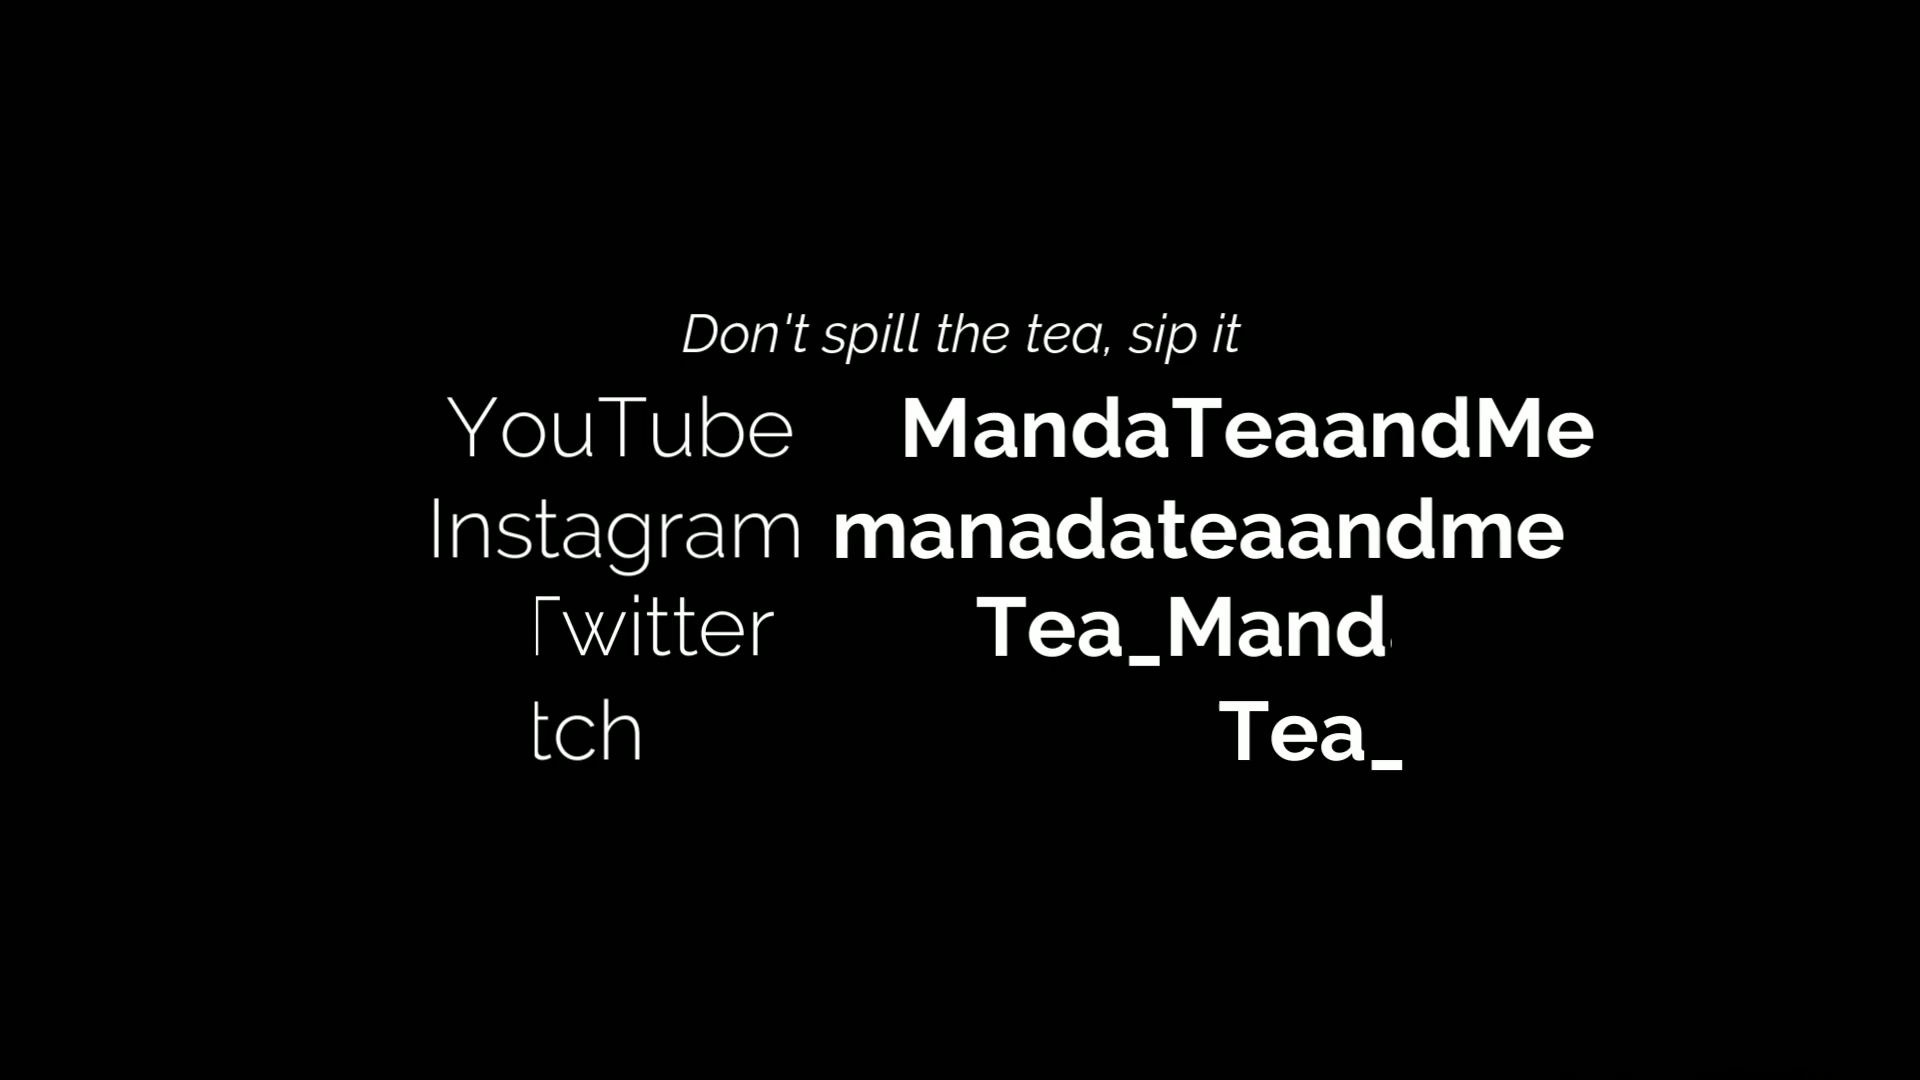 Don't spill the tea, sip it
YouTube MandaTeaandMe
Instagram manadateaandme
Twitter Tea_Mand
tch Tea_